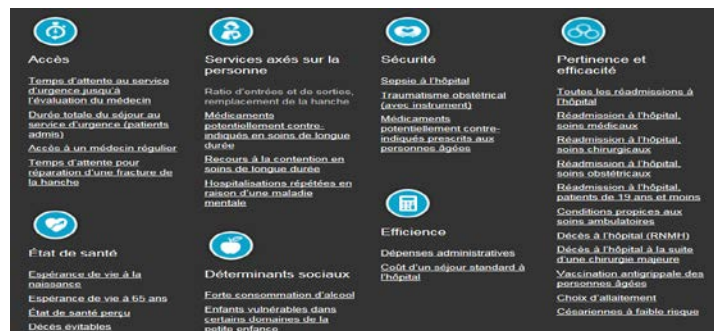 Accès
Temps d'attente au service
d'urgence jusqu'à
l'évaluation du médecin
Durée totale du séjour au
service d'urgence (patients
admis)
Accès à un médecin régulier
Temps d'attente pour
réparation d'une fracture de
la hanche
État de santé
Espérance de vie à la
naissance
Espérance de vie à 65 ans
État de santé perçu
Décès évitables
Services axés sur la
personne
Ratio d'entrées et de sorties,
remplacement de la hanche
Médicaments
potentiellement contre-
indiqués en soins de longue
durée
Recours à la contention en
soins de longue durée
Hospitalisations répétées en
raison d'une maladie
mentale
Déterminants sociaux
Forte consommation d'alcool
Enfants vulnérables dans
certains domaines de la
petite enfance
Sécurité
Sepsie à l'hôpital
Traumatisme obstétrical
(avec instrument)
Médicaments
potentiellement contre-
indiqués prescrits aux
personnes âgées
Efficience
Dépenses administratives
Coût d'un séjour standard à
l'hôpital
Pertinence et
efficacité
Toutes les réadmissions à
l'hôpital
Réadmission à l'hôpital,
soins médicaux
Réadmission à l'hôpital,
soins chirurgicaux
Réadmission à l'hôpital,
soins obstétricaux
Réadmission à l'hôpital,
patients de 19 ans et moins
Conditions propices aux
soins ambulatoires
Décès à l'hôpital (RNMH)
Décès à l'hôpital à la suite
d'une chirurgie majeure
Vaccination antigrippale des
personnes âgées
Choix d'allaitement
Césariennes à faible risque